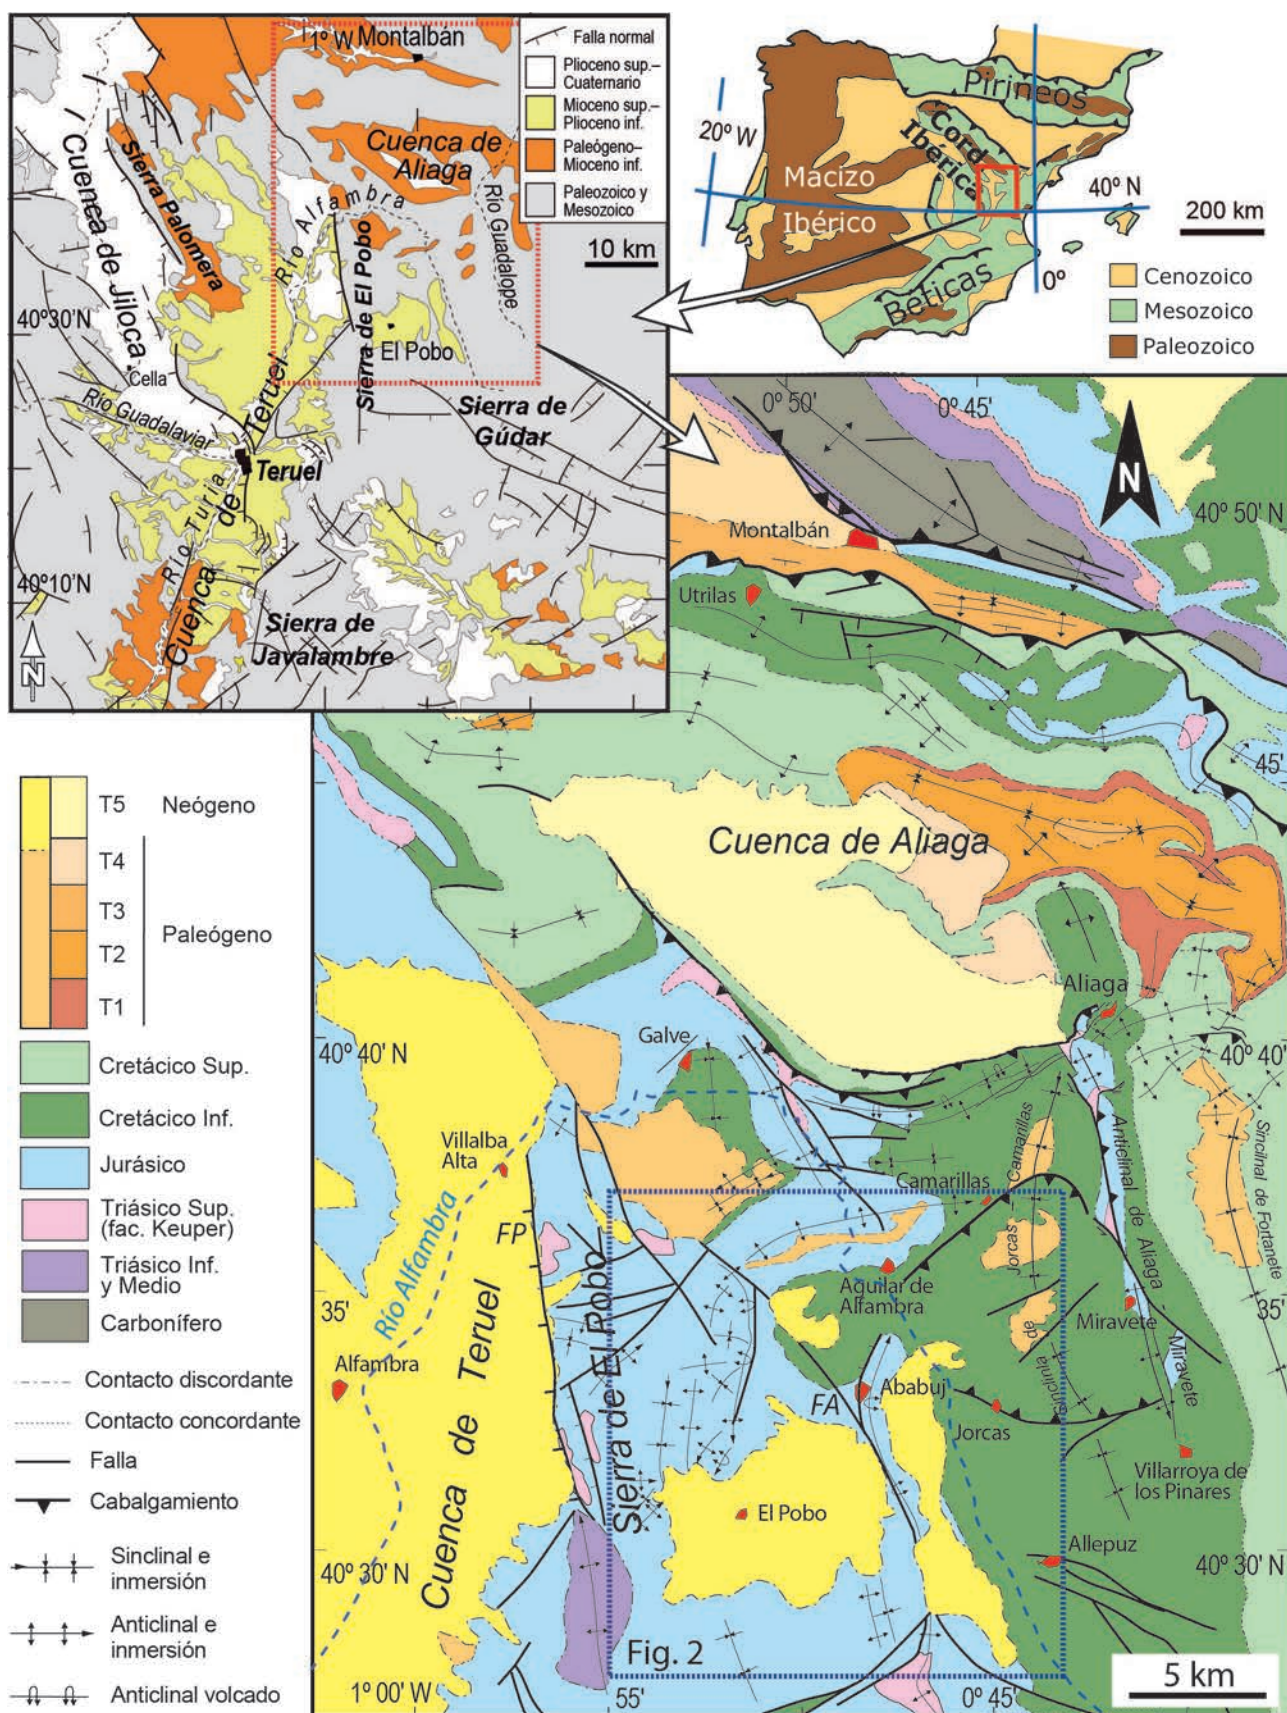 1º W
Montalbán
Cuenca de
Aliaga
Cuenca de Jiloca
Sierra Palomera
Río Alfambra
Río Guadalope
Sierra de El Pobo
El Pobo
40º30'N
Cella
Río Guadalaviar
Teruel
Sierra de
Gúdar
Río Turia
Cuenca de Teruel
40º10'N
Sierra de
Javalambre
N
Falla normal
Plioceno sup.–
Cuaternario
Mioceno sup.–
Plioceno inf.
Paleógeno–
Mioceno inf.
Paleozoico y
Mesozoico
10 km
Pirineos
Cord.
Ibérica
20º W
Macizo
Ibérico
40º N
200 km
0º
Béticas
Cenozoico
Mesozoico
Paleozoico
0º 50'
0º 45'
N
40º 50' N
Montalbán
Utrilas
45'
Cuenca de Aliaga
Aliaga
40º 40' N
40º 40'
Galve
Villalba
Alta
Río Alfambra
FP
Camarillas
Sinclinal de Jorcas – Camarillas
Anticlinal de Aliaga - Miravete
Sinclinal de Fortanete
Aguilar de
Alfambra
Miravete
35'
35'
Alfambra
Cuenca de Teruel
Sierra de El Pobo
FA
Ababuj
Jorcas
Villarroya de
los Pinares
El Pobo
Allepuz
40º 30' N
40º 30' N
Fig. 2
1º 00' W
55'
0º 45'
5 km
T5
Neógeno
T4
T3
Paleógeno
T2
T1
Cretácico Sup.
Cretácico Inf.
Jurásico
Triásico Sup.
(fac. Keuper)
Triásico Inf.
y Medio
Carbonífero
Contacto discordante
Contacto concordante
Falla
Cabalgamiento
Sinclinal e
inmersión
Anticlinal e
inmersión
Anticlinal volcado